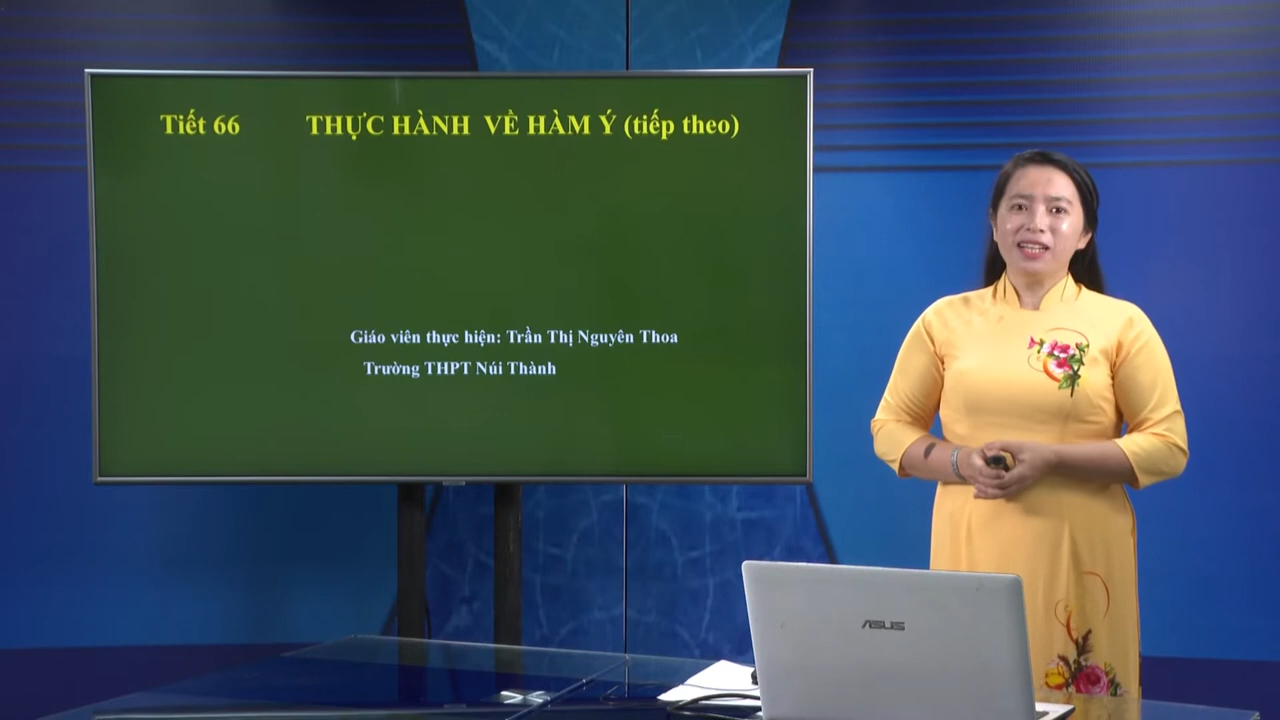 Tiết 66 THỰC HÀNH VỀ HÀM Ý (tiếp theo)
Giáo viên thực hiện: Trần Thị Nguyên Thoa
Trường THPT Núi Thành
ASUS